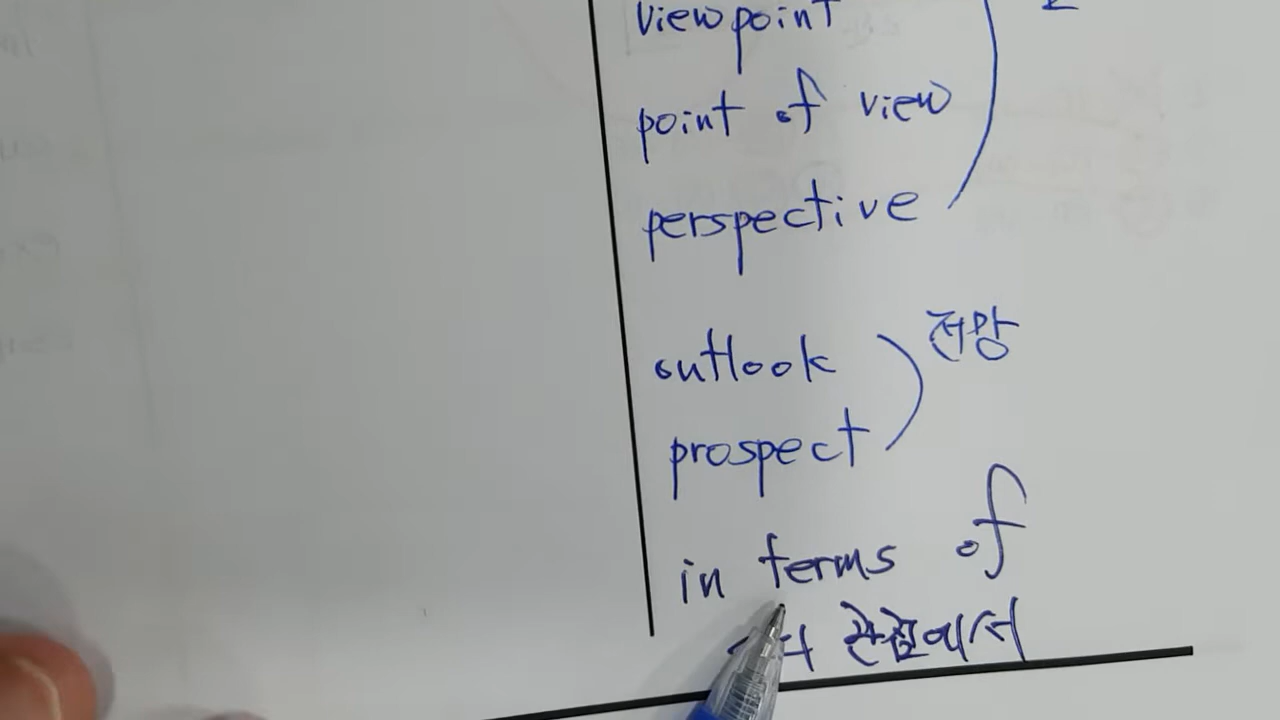 viewpoint
point of view
perspective
outlook
prospect
전망
in terms of
관점에서